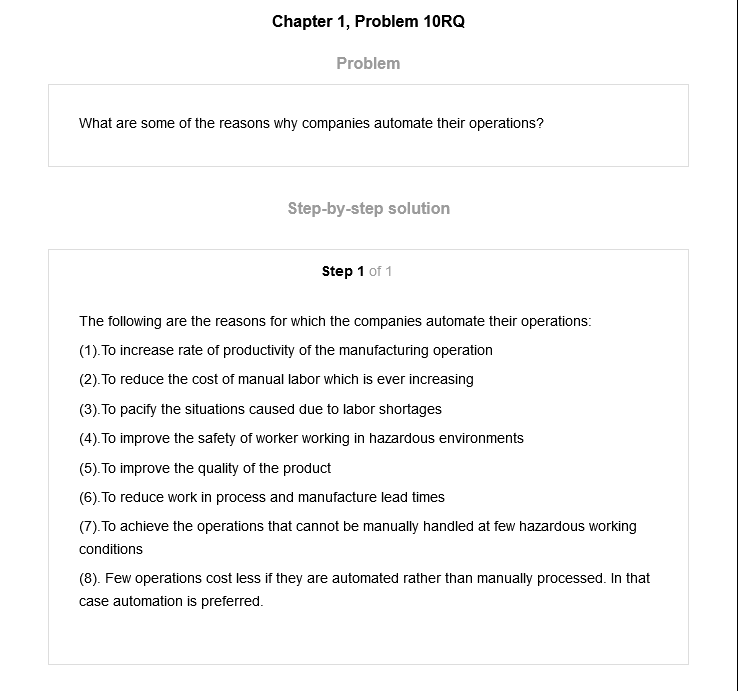 Chapter 1, Problem 10RQ
Problem
What are some of the reasons why companies automate their operations?
Step-by-step solution
Step 1 of 1
The following are the reasons for which the companies automate their operations:
(1).To increase rate of productivity of the manufacturing operation
(2).To reduce the cost of manual labor which is ever increasing
(3).To pacify the situations caused due to labor shortages
(4).To improve the safety of worker working in hazardous environments
(5).To improve the quality of the product
(6).To reduce work in process and manufacture lead times
(7).To achieve the operations that cannot be manually handled at few hazardous working
conditions
(8). Few operations cost less if they are automated rather than manually processed. In that
case automation is preferred.